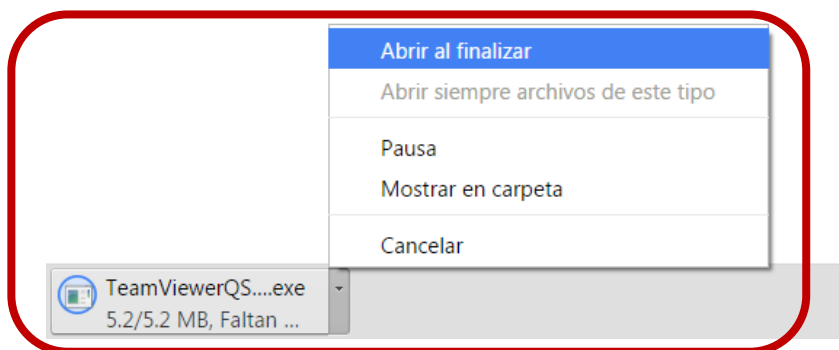 Abrir al finalizar
Abrir siempre archivos de este tipo
Pausa
Mostrar en carpeta
Cancelar
TeamViewerQS....exe
5.2/5.2 MB, Faltan ...